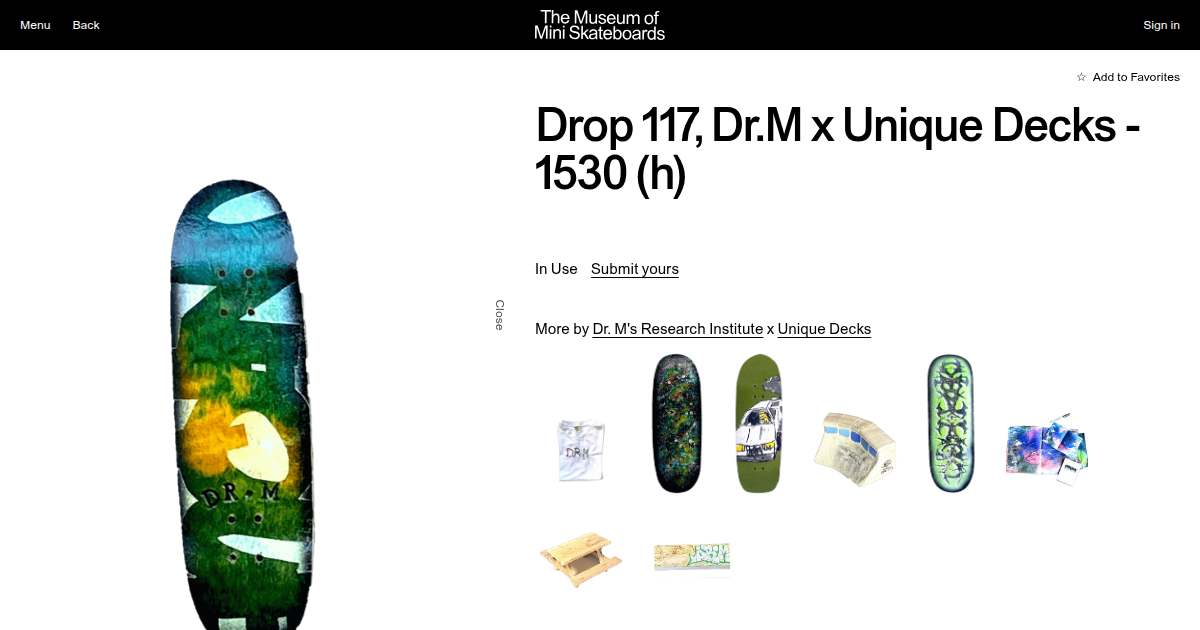 Menu
Back
The Museum of
Mini Skateboards
Sign in
☆ Add to Favorites
Drop 117, Dr.M x Unique Decks -
1530 (h)
In Use
Submit yours
Close
More by Dr. M's Research Institute x Unique Decks
DR.M
DR.M